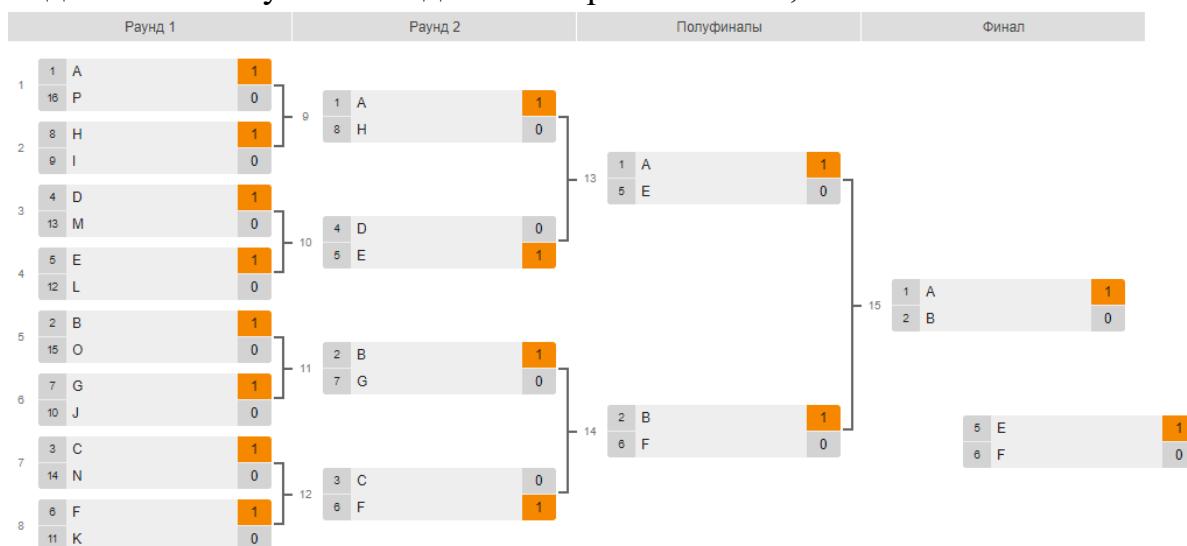 Раунд 1 Раунд 2 Полуфиналы Финал
1
1 A 1
16 P 0
2
8 H 1
9 I 0
3
4 D 1
13 M 0
4
5 E 1
12 L 0
5
2 B 1
15 O 0
6
7 G 1
10 J 0
7
3 C 1
14 N 0
8
6 F 1
11 K 0
9
1 A 1
8 H 0
10
4 D 0
5 E 1
11
2 B 1
7 G 0
12
3 C 0
6 F 1
13
1 A 1
5 E 0
14
2 B 1
6 F 0
15
1 A 1
2 B 0
5 E 1
6 F 0